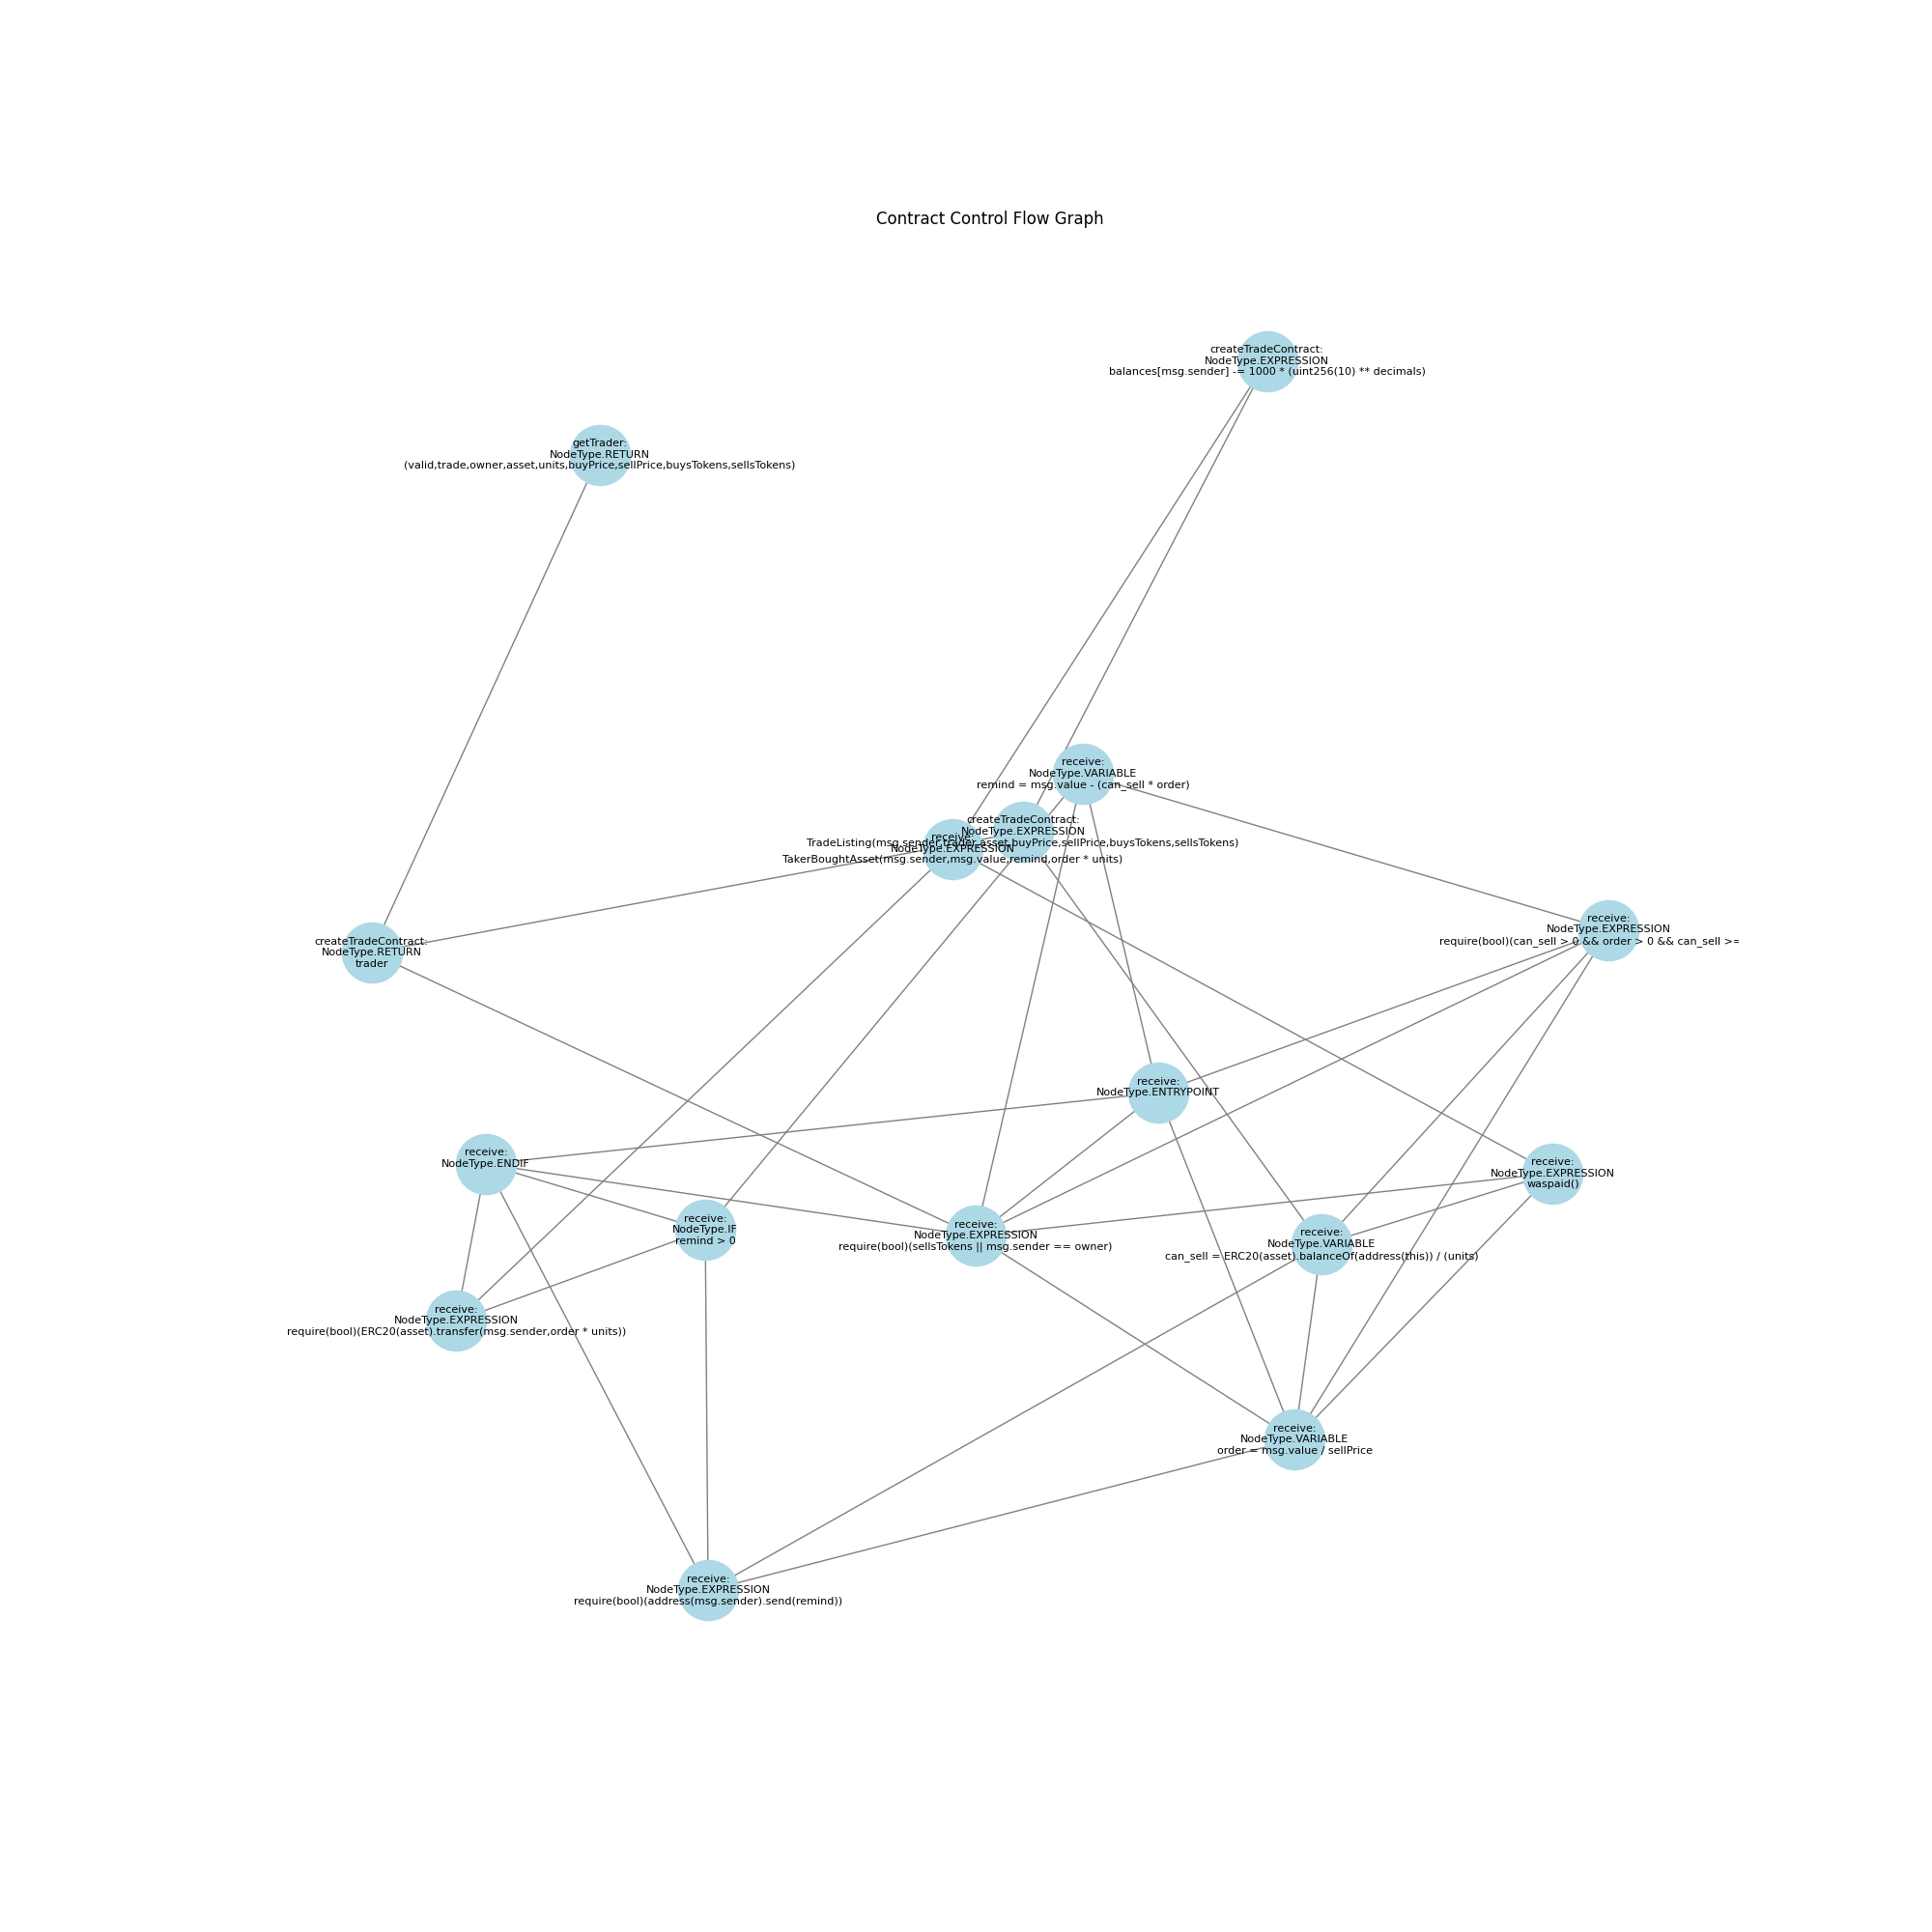 Contract Control Flow Graph
createTradeContract:
NodeType.EXPRESSION
balances[msg.sender] -= 1000 * (uint256(10) ** decimals)
getTrader:
NodeType.RETURN
(valid,trade,owner,asset,units,buyPrice,sellPrice,buysTokens,sellsTokens)
receive:
NodeType.VARIABLE
remind = msg.value - (can_sell * order)
createTradeContract:
NodeType.EXPRESSION
TradeListing(msg.sender,trader,asset,buyPrice,sellPrice,buysTokens,sellsTokens)
receive:
NodeType.EXPRESSION
TakerBoughtAsset(msg.sender,msg.value,remind,order * units)
receive:
NodeType.EXPRESSION
require(bool)(can_sell > 0 && order > 0 && can_sell >=
createTradeContract:
NodeType.RETURN
trader
receive:
NodeType.ENTRYPOINT
receive:
NodeType.ENDIF
receive:
NodeType.EXPRESSION
waspaid()
receive:
NodeType.IF
remind > 0
receive:
NodeType.EXPRESSION
require(bool)(sellsTokens || msg.sender == owner)
receive:
NodeType.VARIABLE
can_sell = ERC20(asset).balanceOf(address(this)) / (units)
receive:
NodeType.EXPRESSION
require(bool)(ERC20(asset).transfer(msg.sender,order * units))
receive:
NodeType.VARIABLE
order = msg.value / sellPrice
receive:
NodeType.EXPRESSION
require(bool)(address(msg.sender).send(remind))